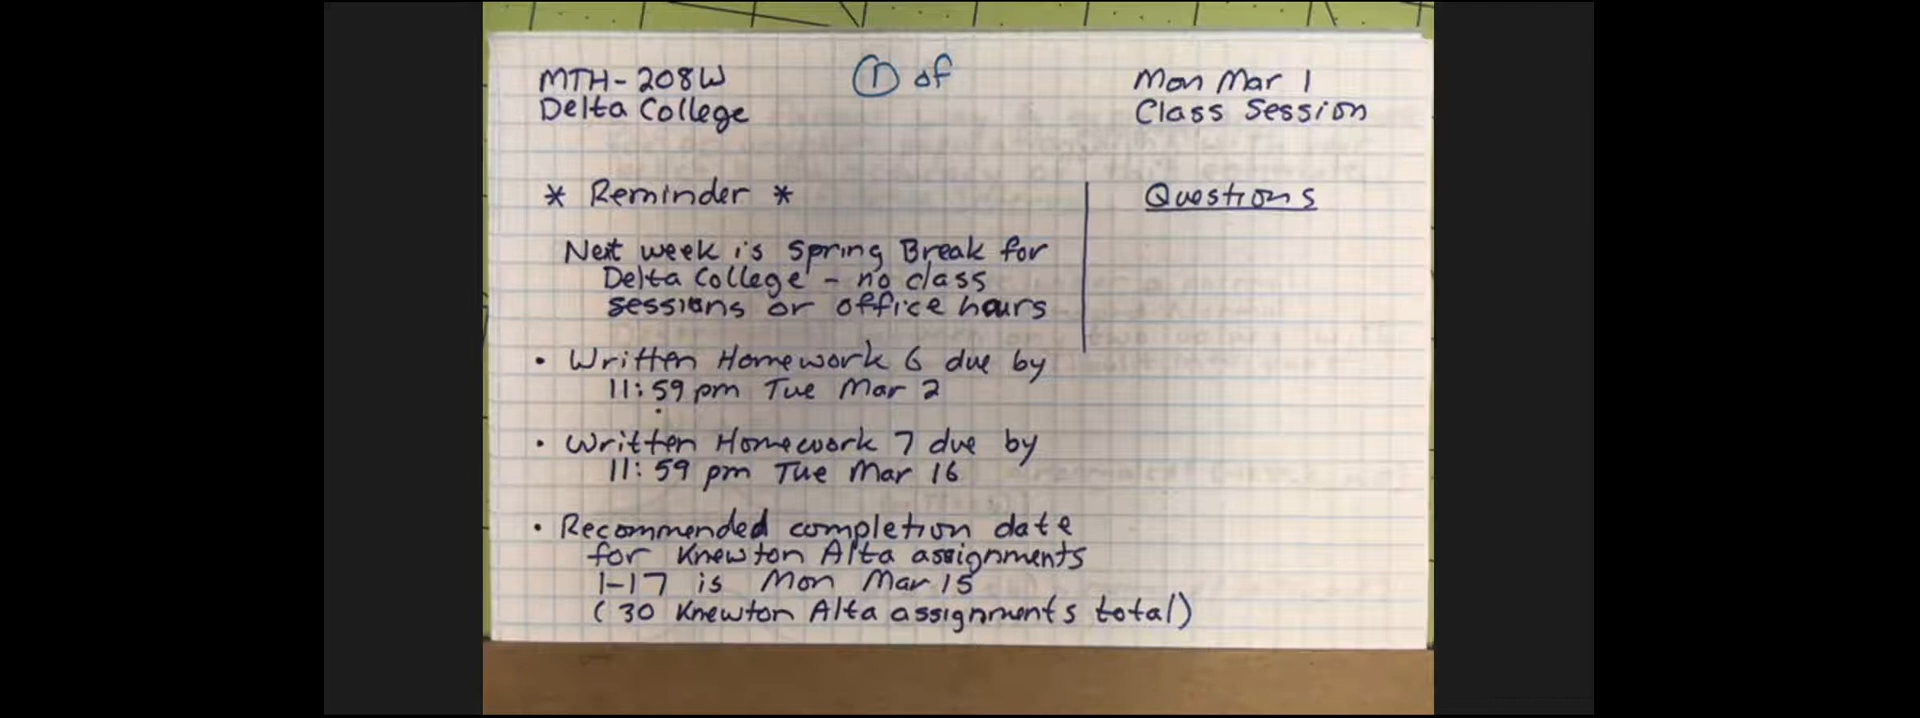 MTH-208W
Delta College
1 of
Mon Mar 1
Class Session
* Reminder *
Next week is Spring Break for
Delta College - no class
sessions or office hours
• Written Homework 6 due by
11:59 pm Tue Mar 2
• Written Homework 7 due by
11:59 pm Tue Mar 16
• Recommended completion date
for Knewton Alta assignments
1-17 is Mon Mar 15
(30 Knewton Alta assignments total)
Questions